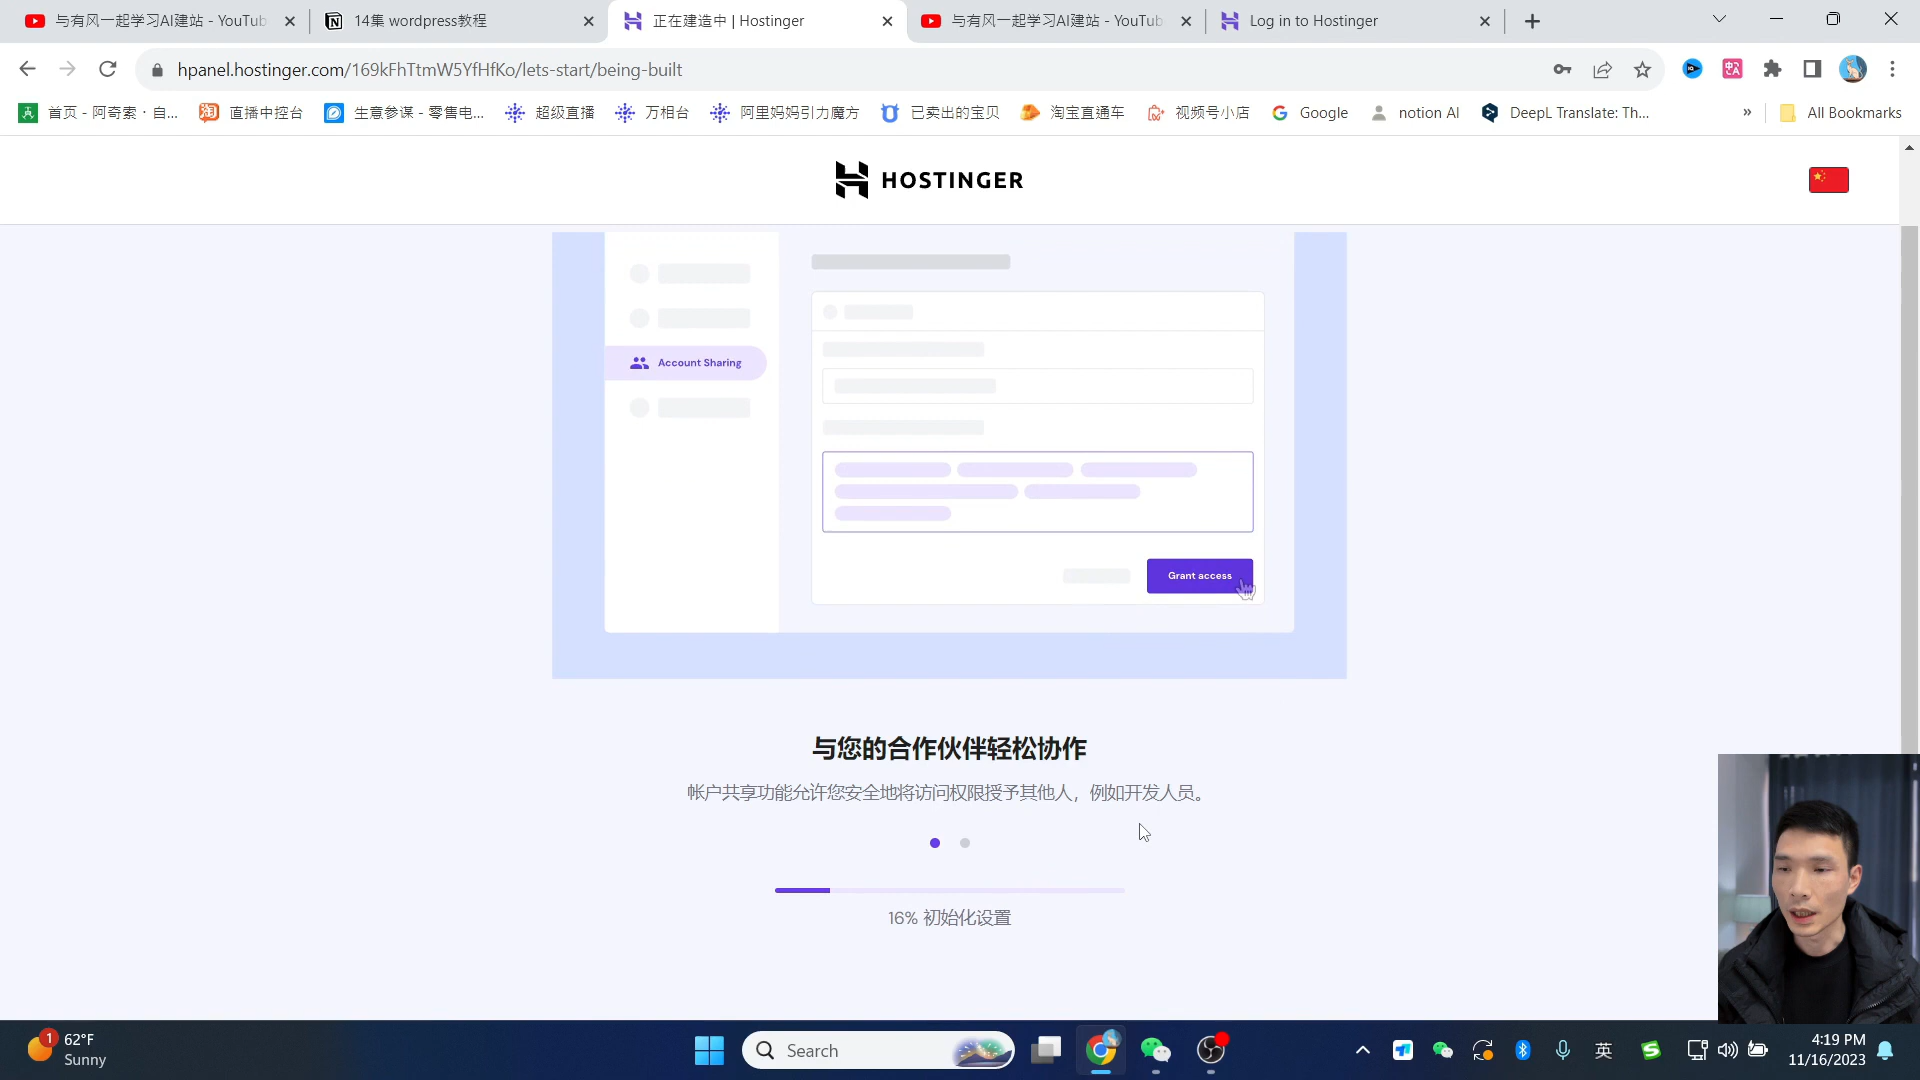 与有风一起学习AI建站 - YouTub
14集 wordpress教程
正在建造中 | Hostinger
与有风一起学习AI建站 - YouTub
Log in to Hostinger
hpanel.hostinger.com/169kFhTtmW5YfHfKo/lets-start/being-built
首页 - 阿奇索 · 自...
直播中控台
生意参谋 - 零售电...
超级直播
万相台
阿里妈妈引力魔方
已卖出的宝贝
淘宝直通车
视频号小店
Google
notion AI
DeepL Translate: Th...
»
All Bookmarks
HOSTINGER
Account Sharing
Grant access
与您的合作伙伴轻松协作
帐户共享功能允许您安全地将访问权限授予其他人，例如开发人员。
16% 初始化设置
1
62°F
Sunny
Search
英
4:19 PM
11/16/2023